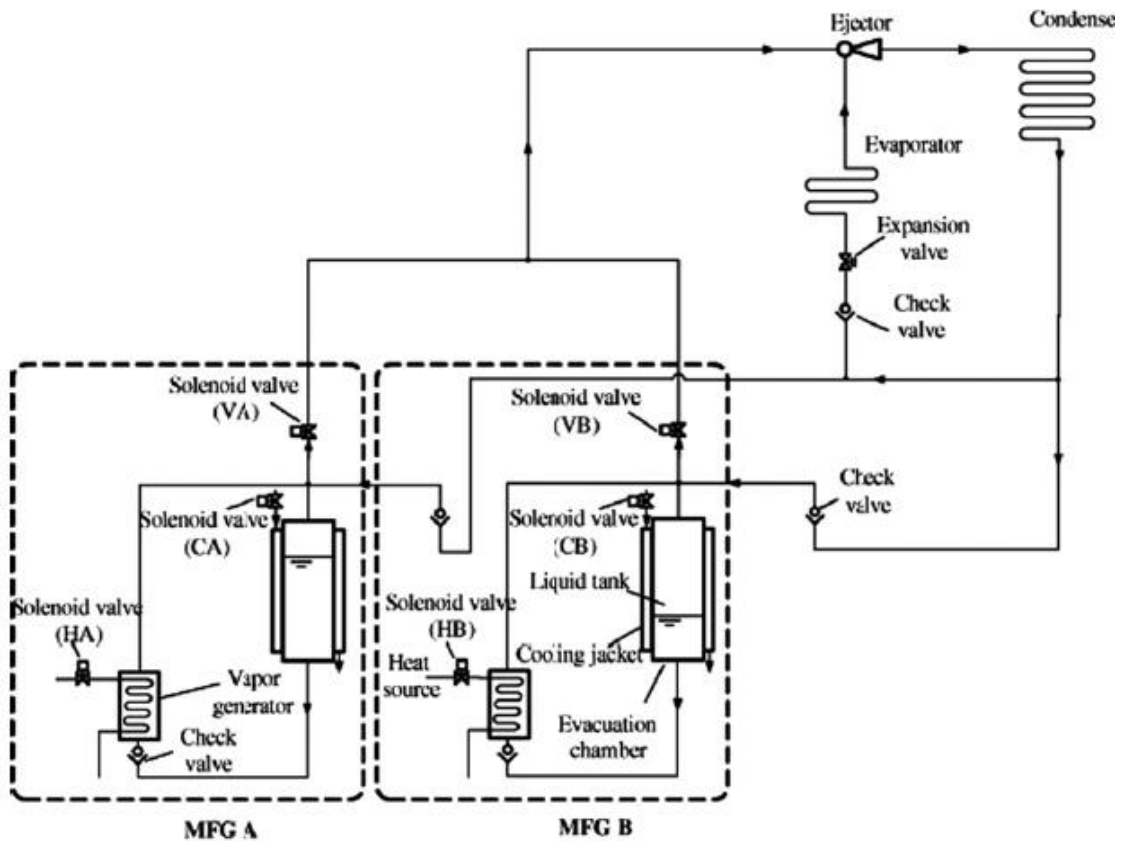 Ejector
Condense
Evaporator
Expansion
valve
Check
valve
Solenoid valve
(VA)
Solenoid valve
(VB)
Check
valve
Solenoid valve
(CA)
Solenoid valve
(CB)
Liquid tank
Solenoid valve
(HA)
Solenoid valve
(HB)
Cooling jacket
Heat
source
Vapor
generator
Evacuation
chamber
Check
valve
MFG A
MFG B